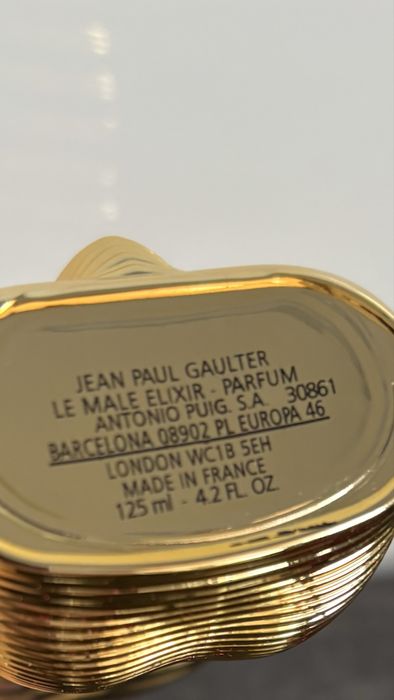 JEAN PAUL GAULTER
LE MALE ELIXIR - PARFUM
ANTONIO PUIG. S.A. 30861
BARCELONA 08902 PL EUROPA 46
LONDON WC1B 5EH
MADE IN FRANCE
125 ml - 4.2 FL. OZ.